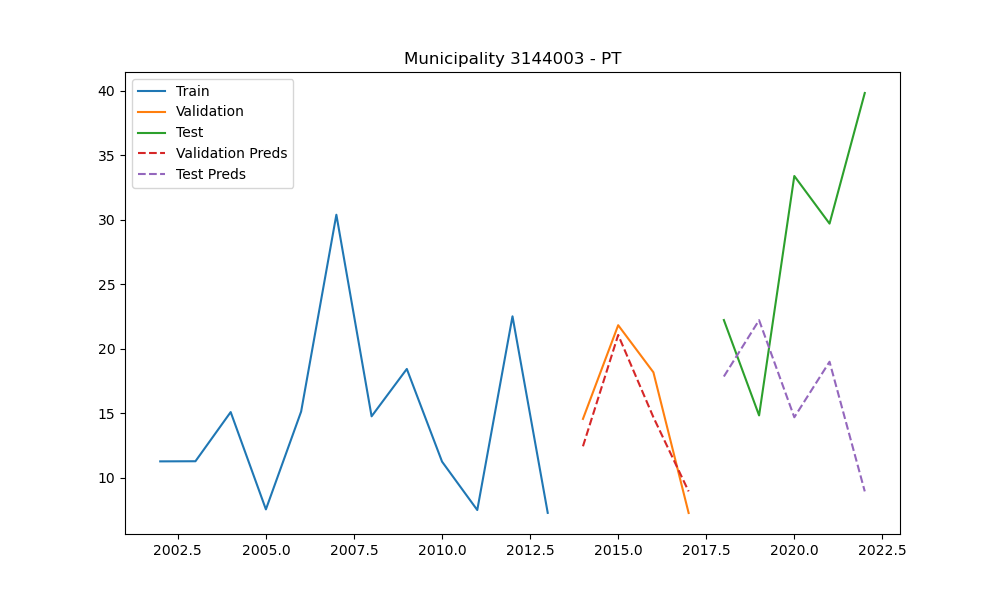 Municipality 3144003 - PT
Train
Validation
Test
Validation Preds
Test Preds
40
35
30
25
20
15
10
2002.5 2005.0 2007.5 2010.0 2012.5 2015.0 2017.5 2020.0 2022.5